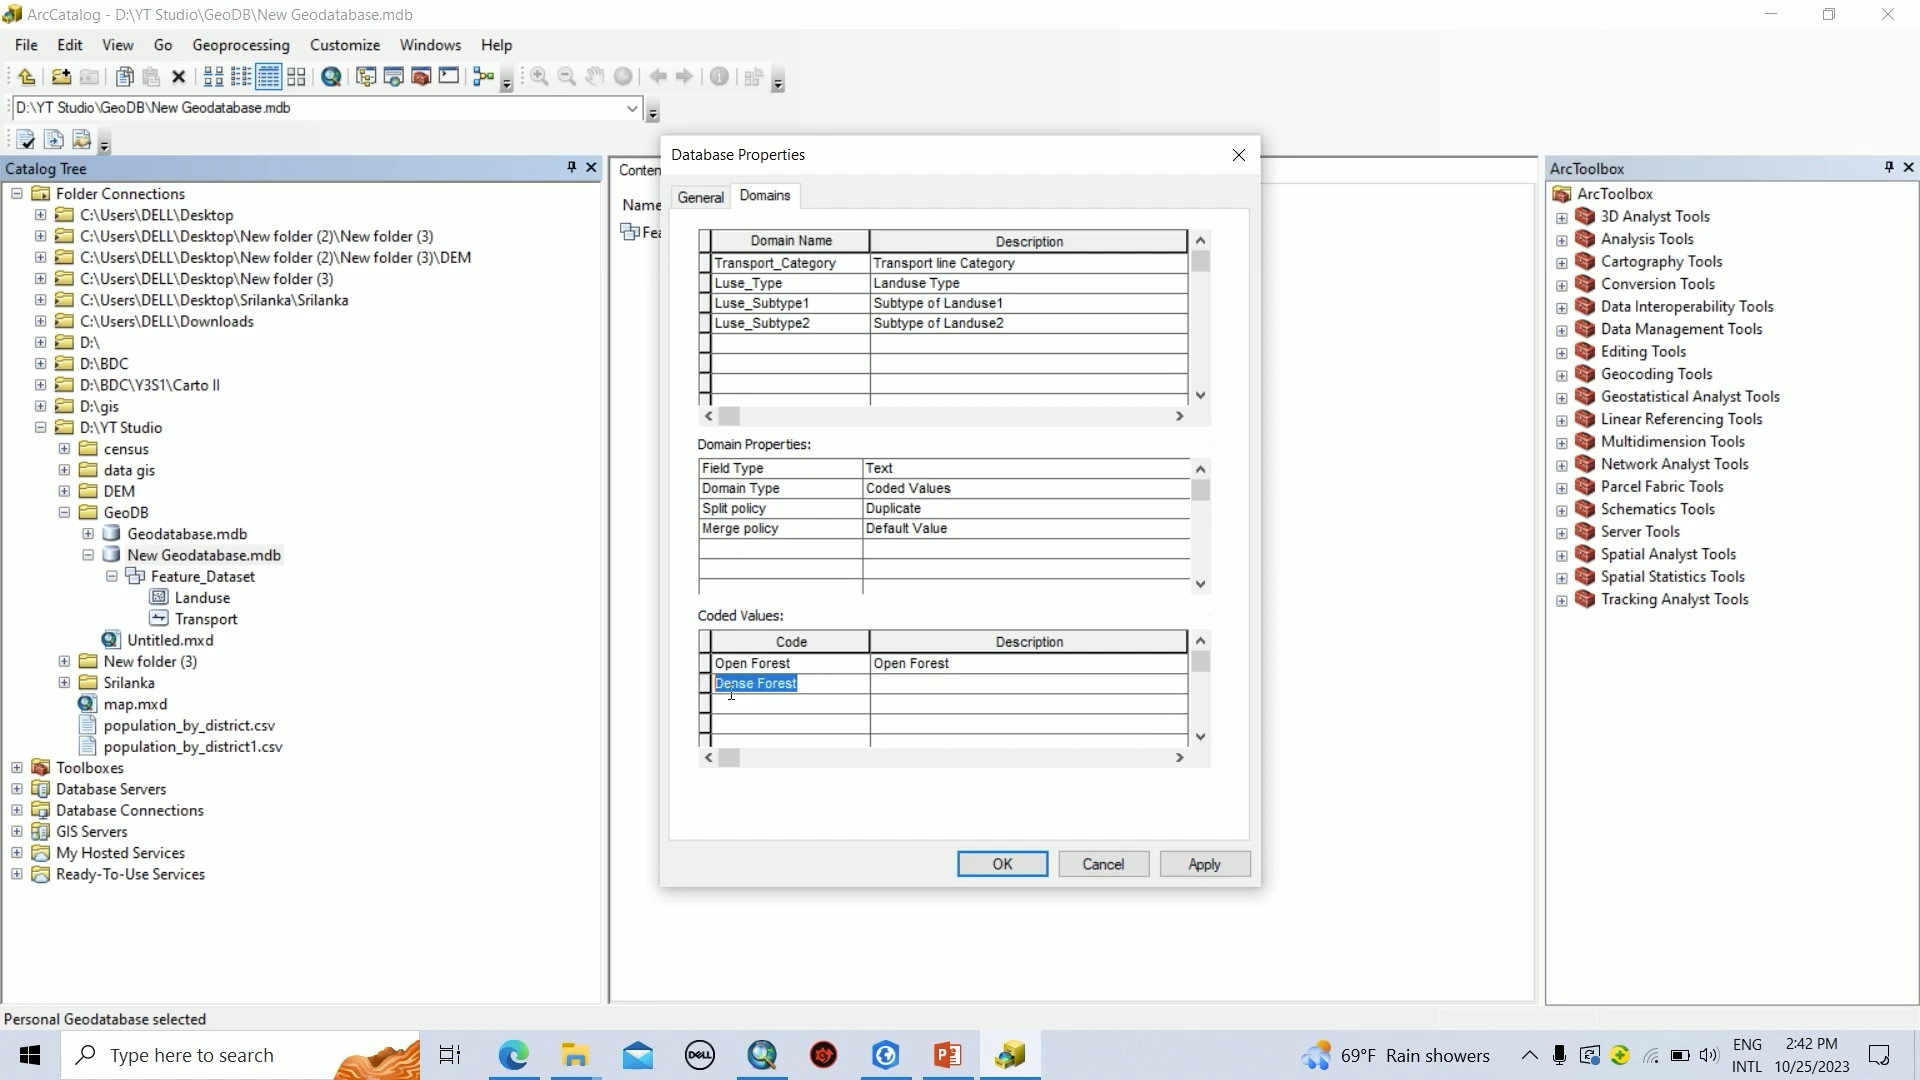 ArcCatalog - D:\YT Studio\GeoDB\New Geodatabase.mdb
File Edit View Go Geoprocessing Customize Windows Help
D:\YT Studio\GeoDB\New Geodatabase.mdb
Catalog Tree
Folder Connections
C:\Users\DELL\Desktop
C:\Users\DELL\Desktop\New folder (2)\New folder (3)
C:\Users\DELL\Desktop\New folder (2)\New folder (3)\DEM
C:\Users\DELL\Desktop\New folder (3)
C:\Users\DELL\Desktop\Srilanka\Srilanka
C:\Users\DELL\Downloads
D:\
D:\BDC
D:\BDC\Y3S1\Carto II
D:\gis
D:\YT Studio
census
data gis
DEM
GeoDB
Geodatabase.mdb
New Geodatabase.mdb
Feature_Dataset
Landuse
Transport
Untitled.mxd
New folder (3)
Srilanka
map.mxd
population_by_district.csv
population_by_district1.csv
Toolboxes
Database Servers
Database Connections
GIS Servers
My Hosted Services
Ready-To-Use Services
Conten
Name
Fea
Database Properties
General Domains
Domain Name Description
Transport_Category Transport line Category
Luse_Type Landuse Type
Luse_Subtype1 Subtype of Landuse1
Luse_Subtype2 Subtype of Landuse2
Domain Properties:
Field Type Text
Domain Type Coded Values
Split policy Duplicate
Merge policy Default Value
Coded Values:
Code Description
Open Forest Open Forest
Dense Forest
OK Cancel Apply
ArcToolbox
ArcToolbox
3D Analyst Tools
Analysis Tools
Cartography Tools
Conversion Tools
Data Interoperability Tools
Data Management Tools
Editing Tools
Geocoding Tools
Geostatistical Analyst Tools
Linear Referencing Tools
Multidimension Tools
Network Analyst Tools
Parcel Fabric Tools
Schematics Tools
Server Tools
Spatial Analyst Tools
Spatial Statistics Tools
Tracking Analyst Tools
Personal Geodatabase selected
Type here to search
DELL
69°F Rain showers
ENG
INTL
2:42 PM
10/25/2023